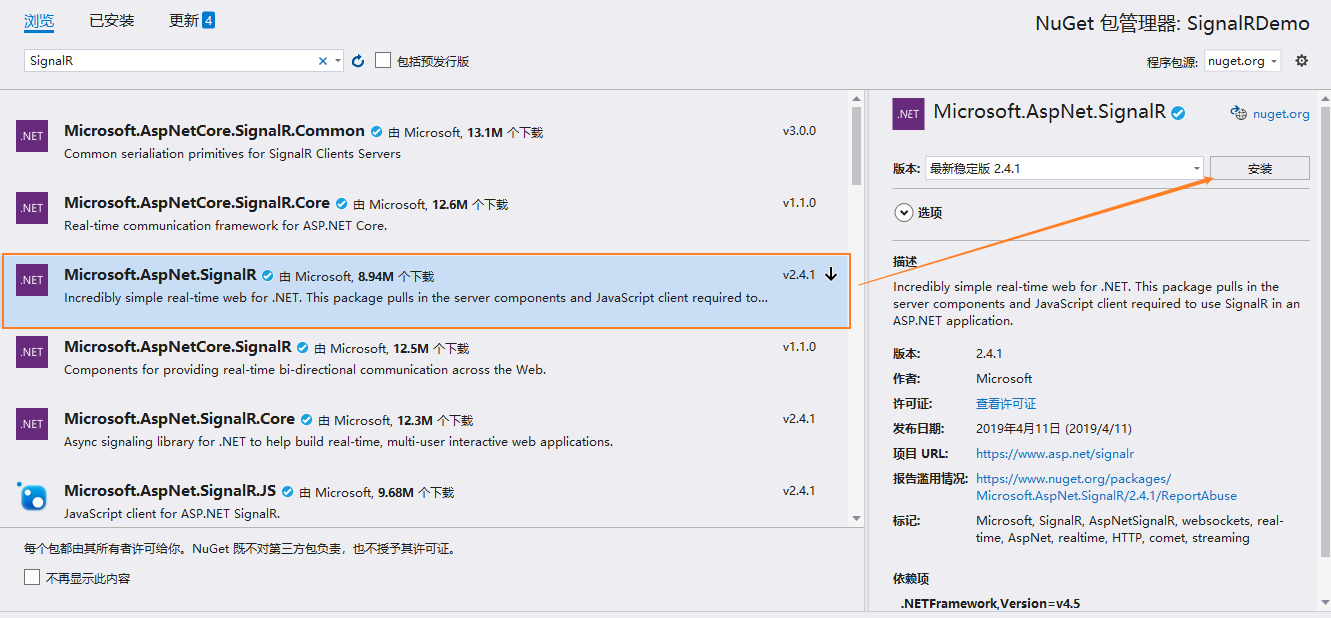 浏览 已安装 更新 4
NuGet 包管理器: SignalRDemo
SignalR 包括预发行版
程序包源: nuget.org
.NET Microsoft.AspNetCore.SignalR.Common 由 Microsoft, 13.1M 个下载 v3.0.0
Common serialiation primitives for SignalR Clients Servers
.NET Microsoft.AspNetCore.SignalR.Core 由 Microsoft, 12.6M 个下载 v1.1.0
Real-time communication framework for ASP.NET Core.
.NET Microsoft.AspNet.SignalR 由 Microsoft, 8.94M 个下载 v2.4.1
Incredibly simple real-time web for .NET. This package pulls in the server components and JavaScript client required to...
.NET Microsoft.AspNetCore.SignalR 由 Microsoft, 12.5M 个下载 v1.1.0
Components for providing real-time bi-directional communication across the Web.
.NET Microsoft.AspNet.SignalR.Core 由 Microsoft, 12.3M 个下载 v2.4.1
Async signaling library for .NET to help build real-time, multi-user interactive web applications.
Microsoft.AspNet.SignalR.JS 由 Microsoft, 9.68M 个下载 v2.4.1
JavaScript client for ASP.NET SignalR.
每个包都由其所有者许可给你。NuGet 既不对第三方包负责，也不授予其许可证。
不再显示此内容
.NET Microsoft.AspNet.SignalR nuget.org
版本: 最新稳定版 2.4.1 安装
选项
描述
Incredibly simple real-time web for .NET. This package pulls in the
server components and JavaScript client required to use SignalR in an
ASP.NET application.
版本: 2.4.1
作者: Microsoft
许可证: 查看许可证
发布日期: 2019年4月11日 (2019/4/11)
项目 URL: https://www.asp.net/signalr
报告滥用情况: https://www.nuget.org/packages/
Microsoft.AspNet.SignalR/2.4.1/ReportAbuse
标记: Microsoft, SignalR, AspNetSignalR, websockets, real-
time, AspNet, realtime, HTTP, comet, streaming
依赖项
.NETFramework,Version=v4.5